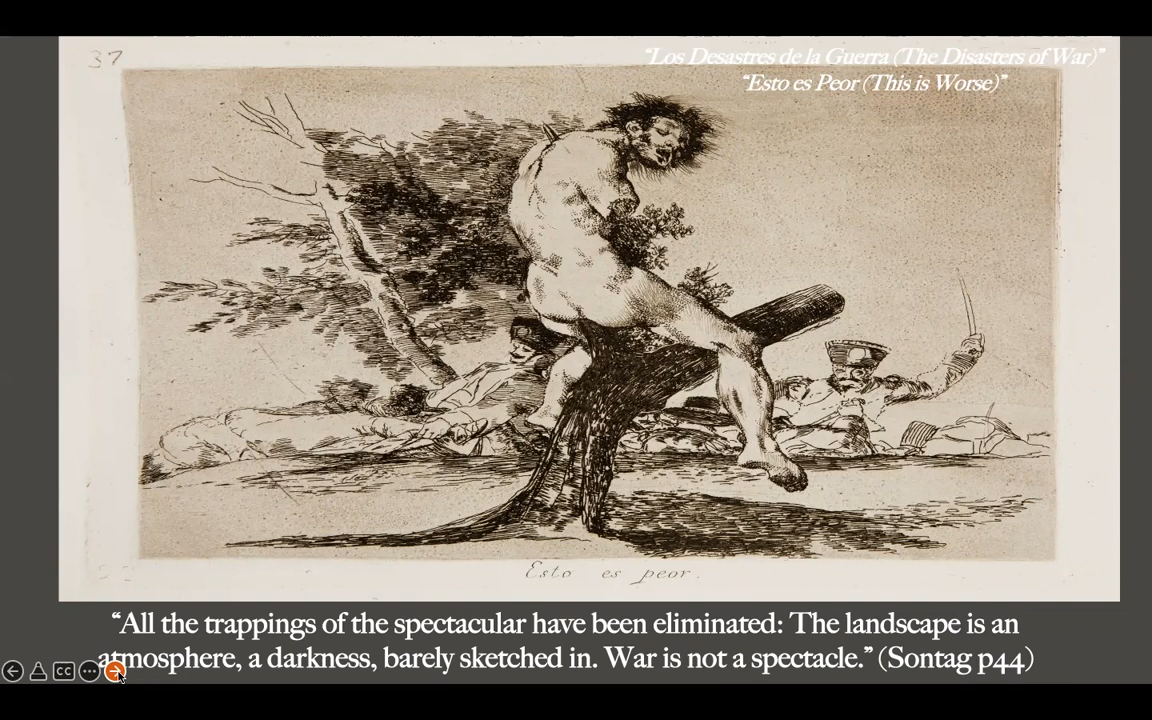 37
“Los Desastres de la Guerra (The Disasters of War)”
“Esto es Peor (This is Worse)”
Esto es peor.
“All the trappings of the spectacular have been eliminated: The landscape is an
atmosphere, a darkness, barely sketched in. War is not a spectacle.” (Sontag p44)
CC